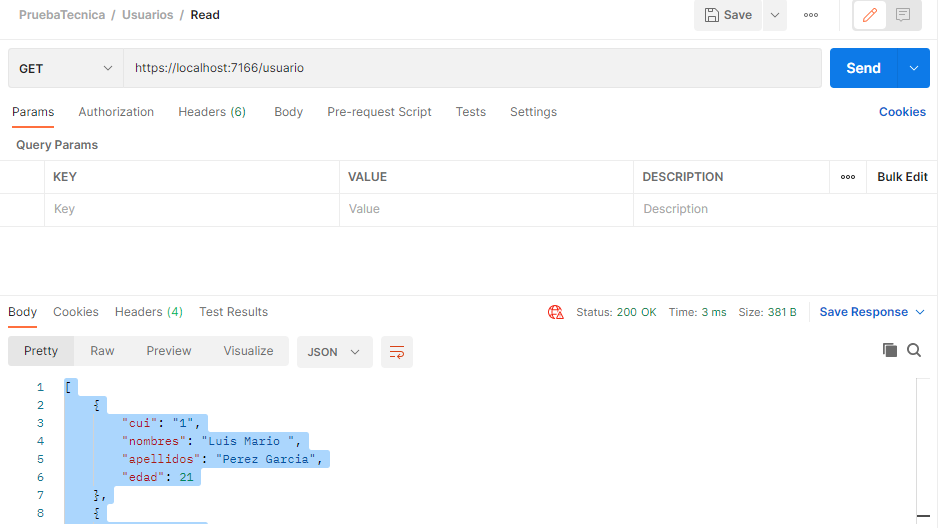 PruebaTecnica / Usuarios / Read
Save
GET
https://localhost:7166/usuario
Send
Params Authorization Headers (6) Body Pre-request Script Tests Settings Cookies
Query Params
KEY VALUE DESCRIPTION Bulk Edit
Key Value Description
Body Cookies Headers (4) Test Results Status: 200 OK Time: 3 ms Size: 381 B Save Response
Pretty Raw Preview Visualize JSON
1 [
2 {
3 "cui": "1",
4 "nombres": "Luis Mario ",
5 "apellidos": "Perez Garcia",
6 "edad": 21
7 },
8 {